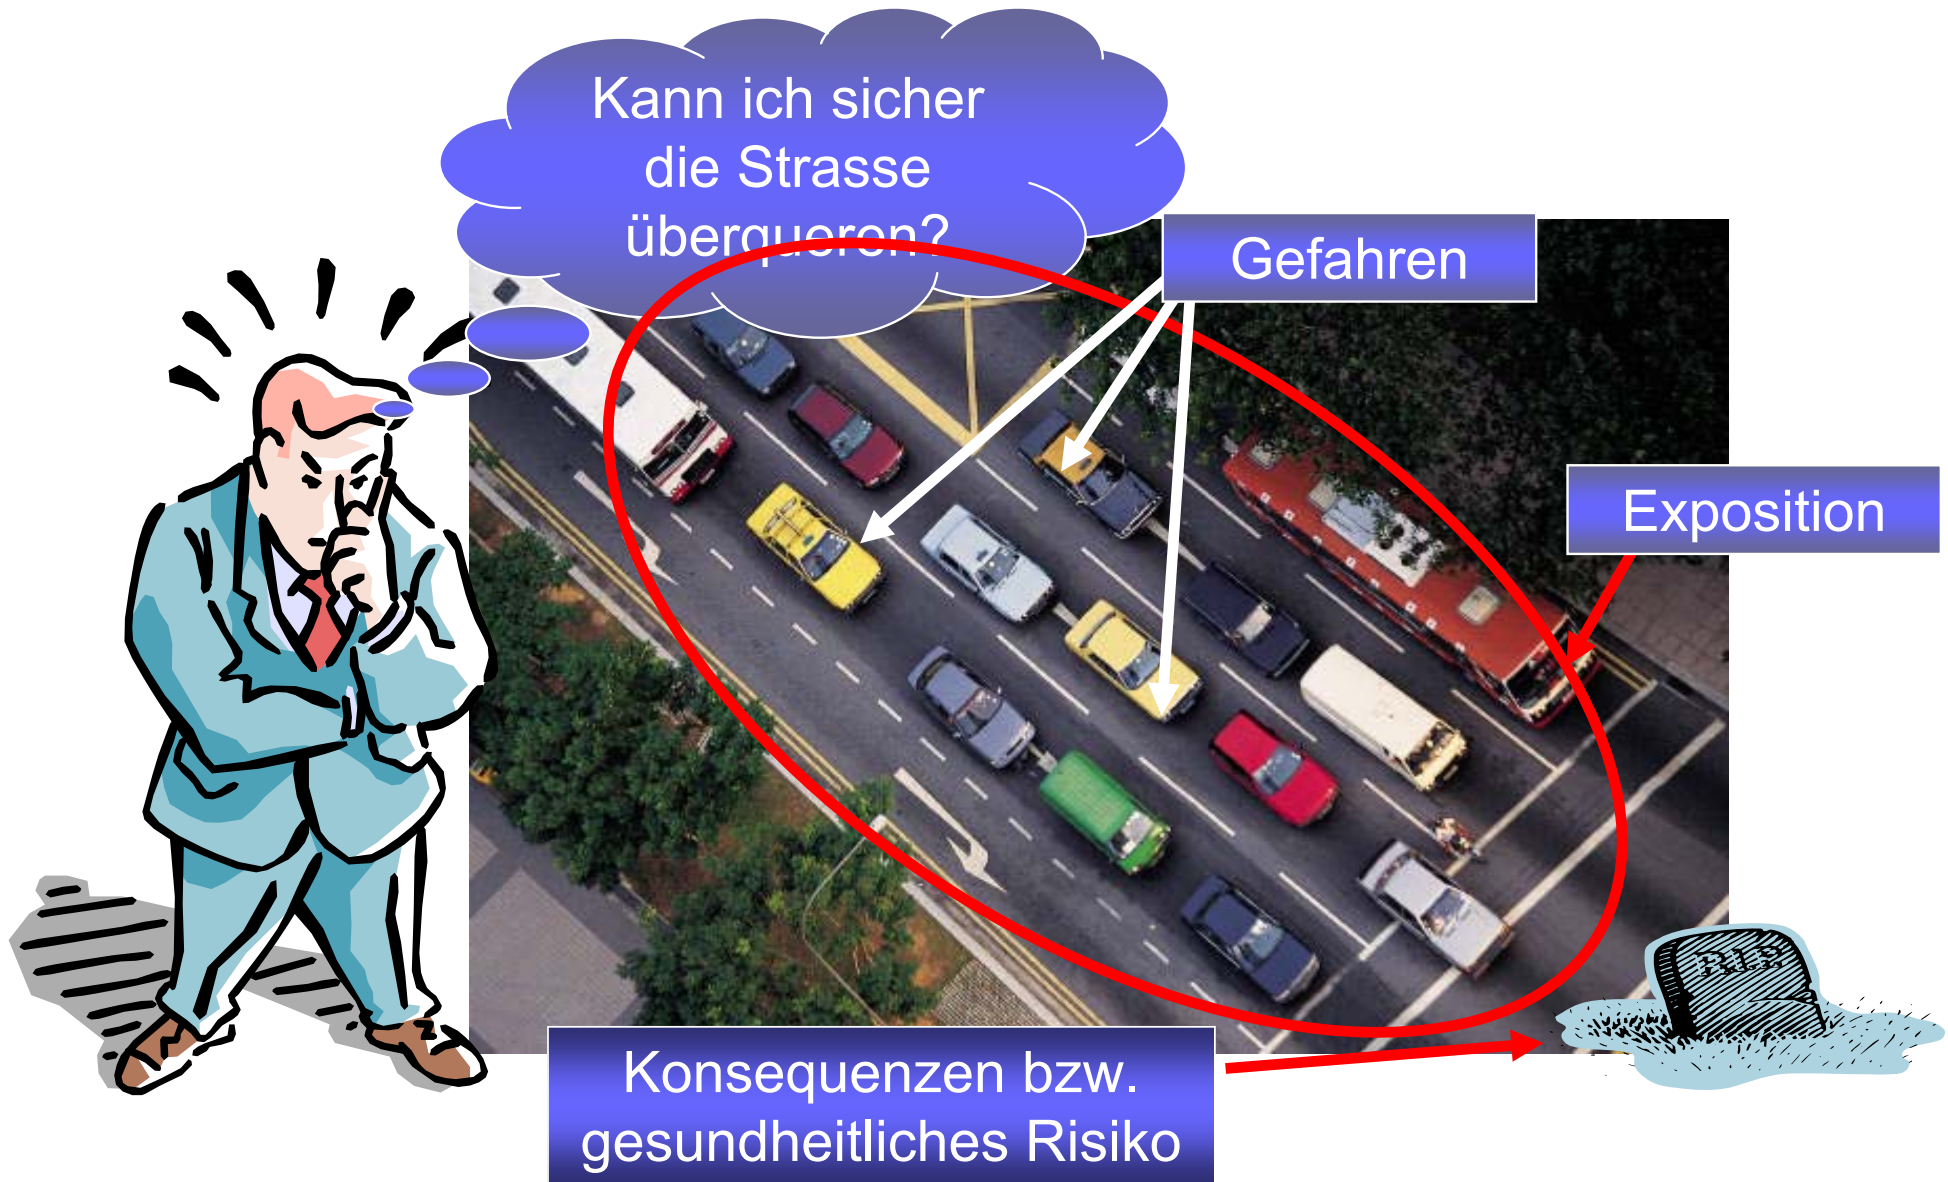 Kann ich sicher
die Strasse
überqueren?
Gefahren
Exposition
R.I.P
Konsequenzen bzw.
gesundheitliches Risiko